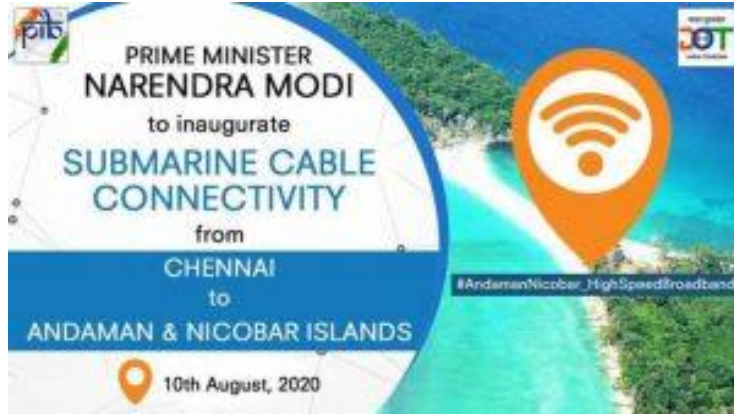 pib
PRIME MINISTER
NARENDRA MODI
to inaugurate
SUBMARINE CABLE
CONNECTIVITY
from
CHENNAI
to
ANDAMAN & NICOBAR ISLANDS
10th August, 2020
DOT
#AndamanNicobar_HighSpeedBroadband